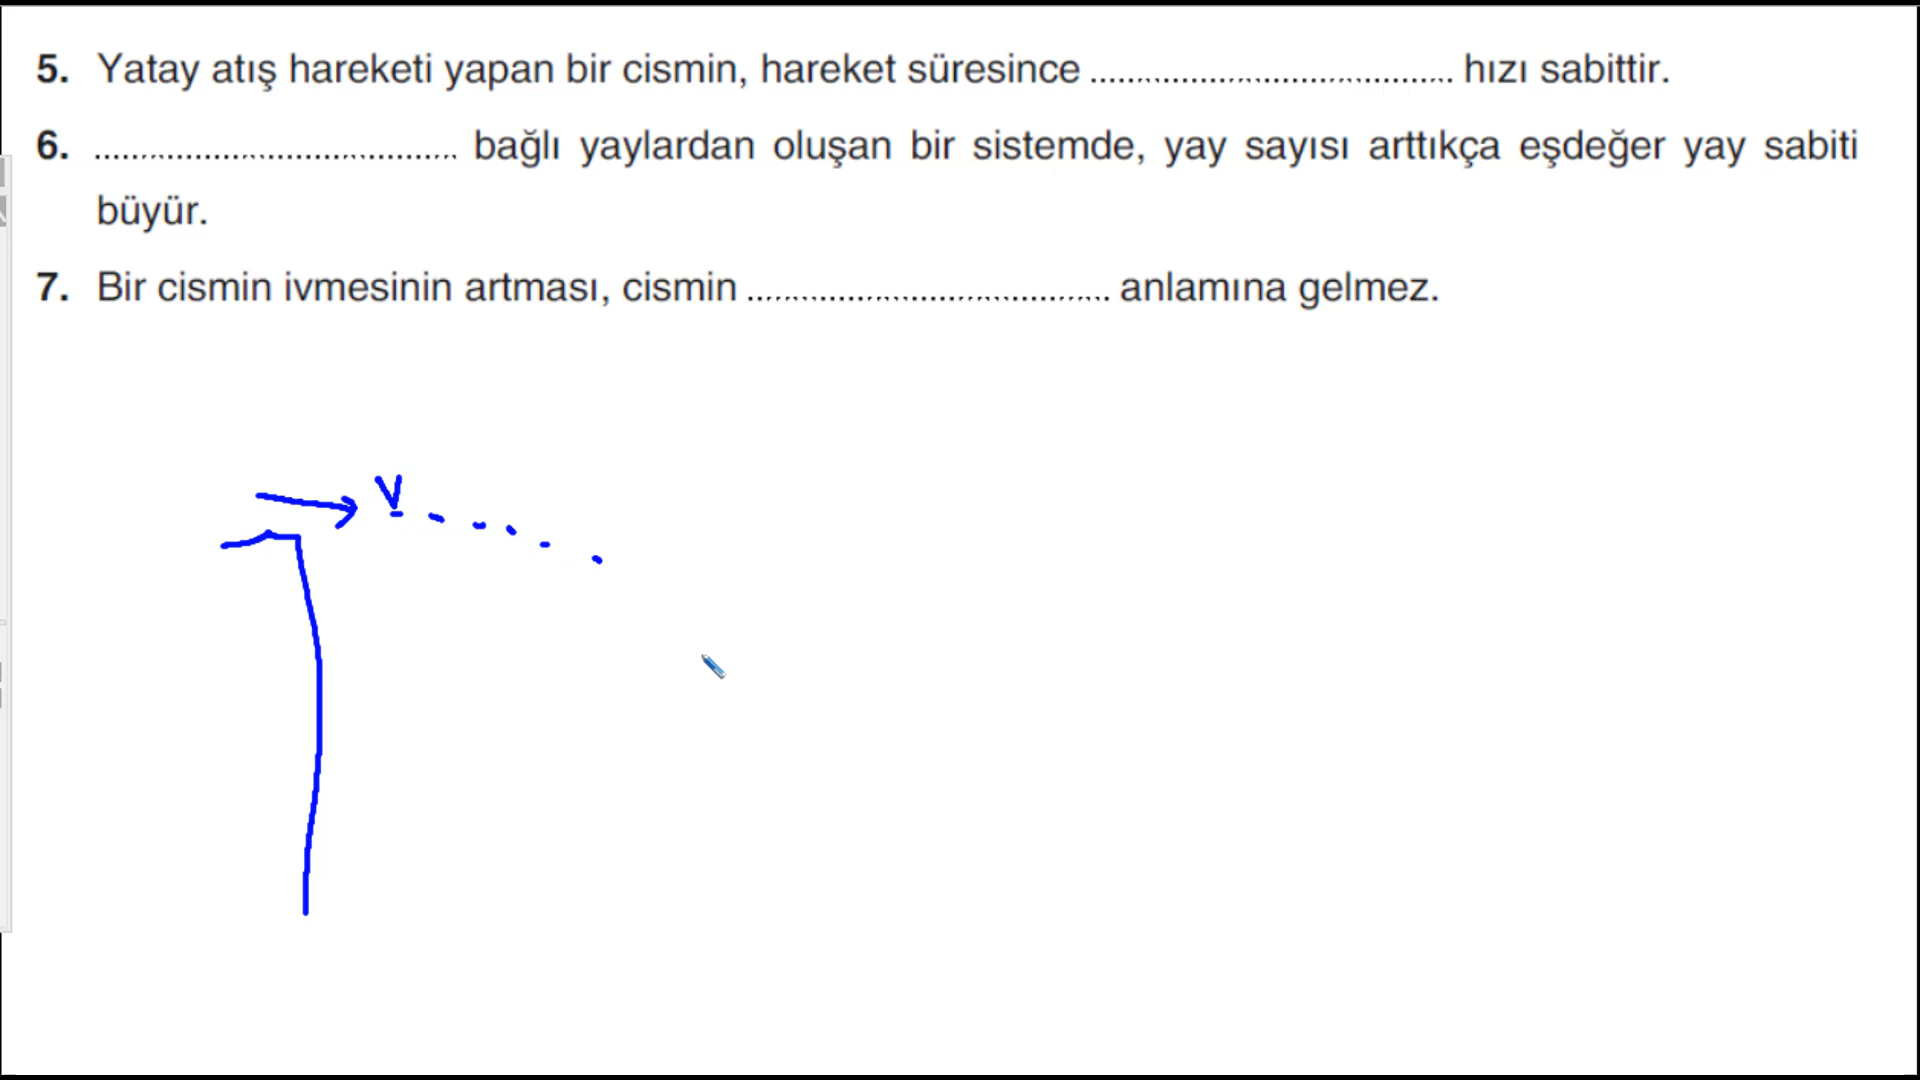 5. Yatay atış hareketi yapan bir cismin, hareket süresince .................................... hızı sabittir.
6. .................................... bağlı yaylardan oluşan bir sistemde, yay sayısı arttıkça eşdeğer yay sabiti
büyür.
7. Bir cismin ivmesinin artması, cismin .................................... anlamına gelmez.
V